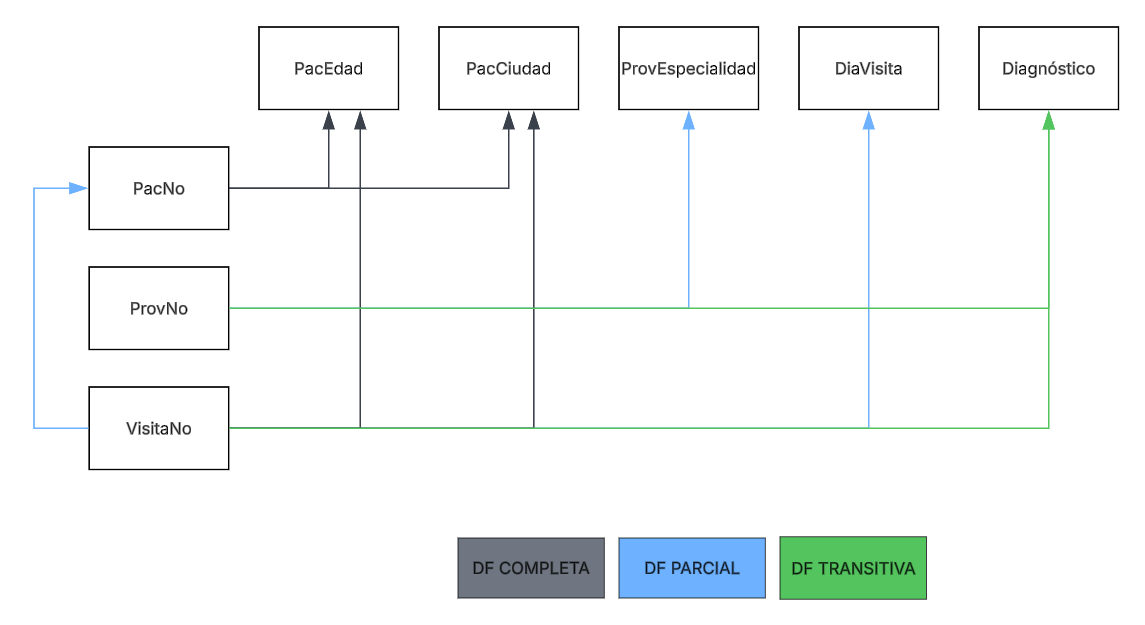 PacEdad
PacCiudad
ProvEspecialidad
DiaVisita
Diagnóstico
PacNo
ProvNo
VisitaNo
DF COMPLETA
DF PARCIAL
DF TRANSITIVA